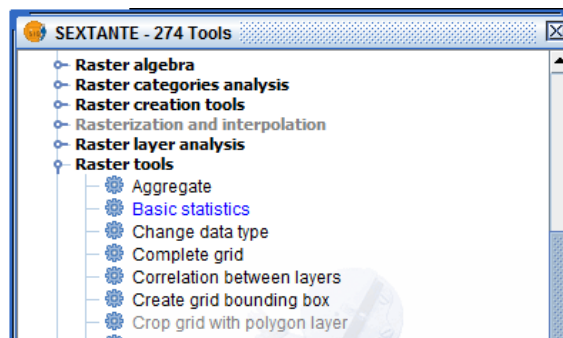 SEXTANTE - 274 Tools
Raster algebra
Raster categories analysis
Raster creation tools
Rasterization and interpolation
Raster layer analysis
Raster tools
Aggregate
Basic statistics
Change data type
Complete grid
Correlation between layers
Create grid bounding box
Crop grid with polygon layer